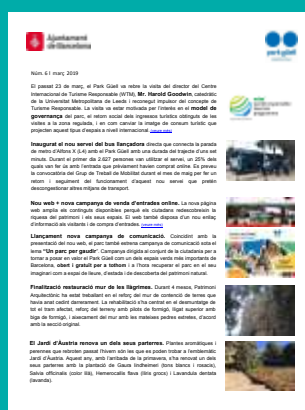 Ajuntament
de Barcelona
park güell
Núm. 6 I març 2019
El passat 23 de març, el Park Güell va rebre la visita del director del Centre
Internacional de Turisme Responsable (WTM), Mr. Harold Goodwin, catedràtic
de la Universitat Metropolitana de Leeds i reconegut impulsor del concepte de
Turisme Responsable. La visita va estar motivada per l'interès en el model de
governança del parc, el retorn social dels ingressos turístics obtinguts de les
visites a la zona regulada, i en com canviar la imatge de consum turístic que
projecten aquest tipus d'espais a nivell internacional.
Inaugurat el nou servei del bus llançadora directe que connecta la parada
de metro d'Alfons X (L4) amb el Park Güell amb una durada del trajecte d'uns set
minuts. Durant el primer dia 2.627 persones van utilitzar el servei, un 25% dels
quals van fer ús amb l'entrada que prèviament havien comprat online. Es preveu
la convocatòria del Grup de Treball de Mobilitat durant el mes de maig per fer un
retorn i seguiment del funcionament d'aquest nou servei que pretén
descongestionar altres mitjans de transport.
Nou web + nova campanya de venda d'entrades online. La nova pàgina
web amplia els continguts disponibles perquè els ciutadans redescobreixin la
riquesa del patrimoni i els seus espais. El web també disposa d'un nou enllaç
d'informació als visitants i de compra d'entrades.
Llançament nova campanya de comunicació. Coincidint amb la
presentació del nou web, el parc també estrena campanya de comunicació sota el
lema "Un parc per gaudir". Campanya dirigida al conjunt de la ciutadania per a
tornar a posar en valor el Park Güell com un dels espais verds més importants de
Barcelona, obert i gratuït per a tothom i a l'hora recuperar el parc en el seu
imaginari com a espai de lleure, d'estada i de descoberta del patrimoni natural.
Finalització restauració mur de les llagrimes. Durant 4 mesos, Patrimoni
Arquitectònic ha estat treballant en el reforç del mur de contenció de terres que
havia anat cedint darrerament. La rehabilitació s'ha centrat en el desmuntatge de
tot el tram afectat, reforç del terreny amb pilots de formigó, lligat superior amb
biga de formigó, i aixecament del mur amb les mateixes pedres extretes, d'acord
amb la secció original.
El Jardí d'Austria renova un dels seus parterres. Plantes aromàtiques i
perennes que rebroten passat l'hivern són les que es poden trobar a l'emblemàtic
Jardí d'Àustria. Aquest any, amb l'arribada de la primavera, s'ha renovat un dels
seus parterres amb la plantació de Gaura lindheimeri (tons blancs i rosacis),
Salvia officinalis (color lila), Hemerocallis flava (lliris grocs) i Lavandula dentata
(lavanda).